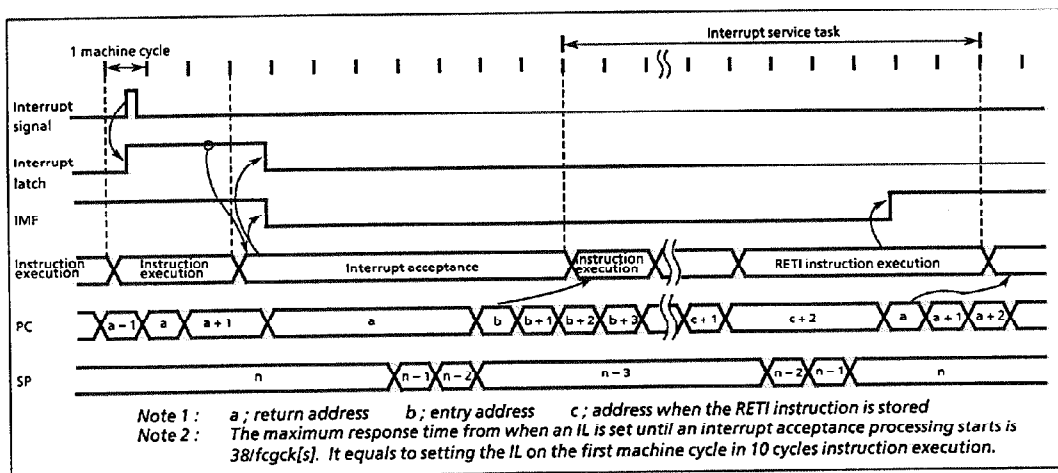 Interrupt service task
1 machine cycle
Interrupt signal
Interrupt latch
IMF
Instruction execution
Instruction execution
Interrupt acceptance
Instruction execution
RETI instruction execution
PC
a – 1
a
a + 1
a
b
b + 1
b + 2
b + 3
c + 1
c + 2
a
a + 1
a + 2
SP
n
n – 1
n – 2
n – 3
n – 2
n – 1
n
Note 1 : a ; return address b ; entry address c ; address when the RETI instruction is stored
Note 2 : The maximum response time from when an IL is set until an interrupt acceptance processing starts is
38/fcgck[s]. It equals to setting the IL on the first machine cycle in 10 cycles instruction execution.